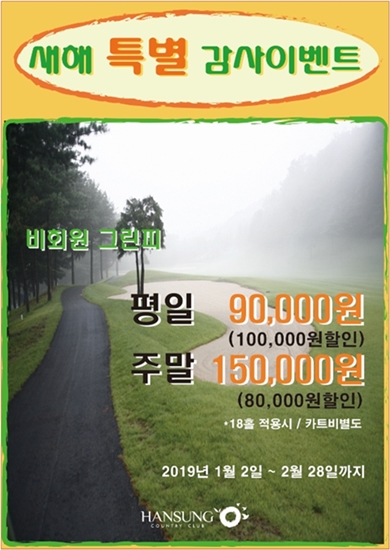 새해 특별 감사이벤트
비회원 그린피
평일 90,000원
(100,000원할인)
주말 150,000원
(80,000원할인)
*18홀 적용시 / 카트비별도
2019년 1월 2일 ~ 2월 28일까지
HANSUNG
COUNTRY CLUB